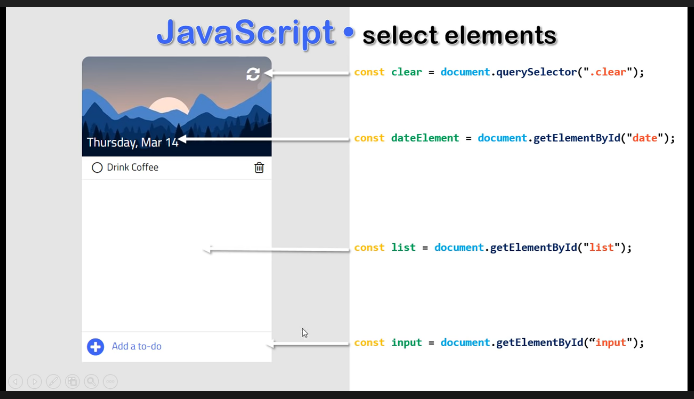 JavaScript • select elements
const clear = document.querySelector(".clear");
Thursday, Mar 14
const dateElement = document.getElementById("date");
Drink Coffee
const list = document.getElementById("list");
Add a to-do
const input = document.getElementById(“input");